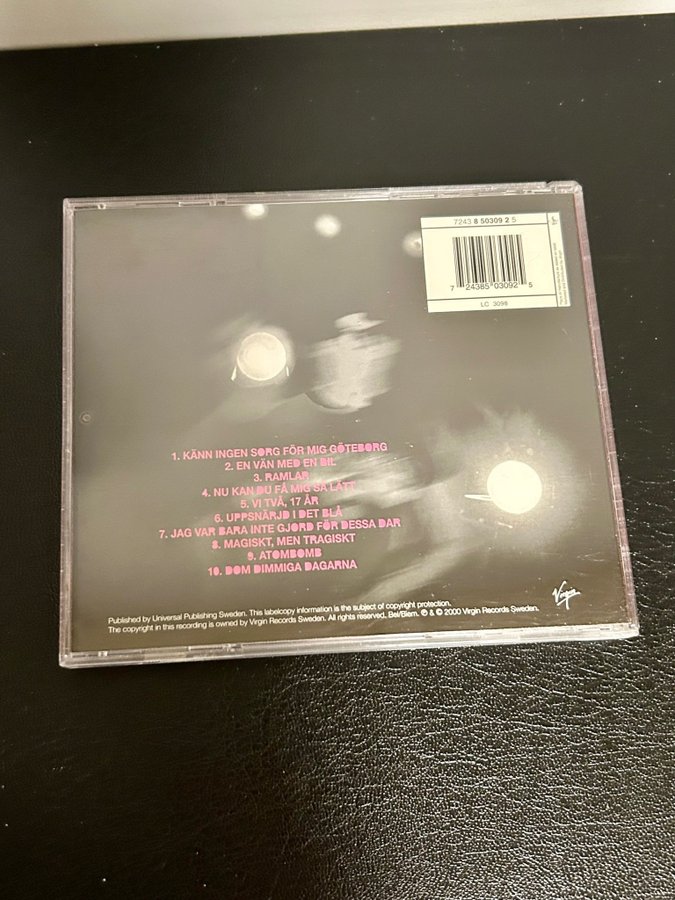 7243 8 50309 2 5
7 24385 03092 5
LC 3098
1. KÄNN INGEN SORG FÖR MIG GÖTEBORG
2. EN VÄN MED EN BIL
3. RAMLAR
4. NU KAN DU FÅ MIG SÅ LÄTT
5. VI TVÅ, 17 ÅR
6. UPPSNÄRJD I DET BLÅ
7. JAG VAR BARA INTE GJORD FÖR DESSA DAR
8. MAGISKT, MEN TRAGISKT
9. ATOMBOMB
10. DOM DIMMIGA DAGARNA
Published by Universal Publishing Sweden. This labelcopy information is the subject of copyright protection.
The copyright in this recording is owned by Virgin Records Sweden. All rights reserved. Bel/Biem. ℗ & © 2000 Virgin Records Sweden.
Virgin